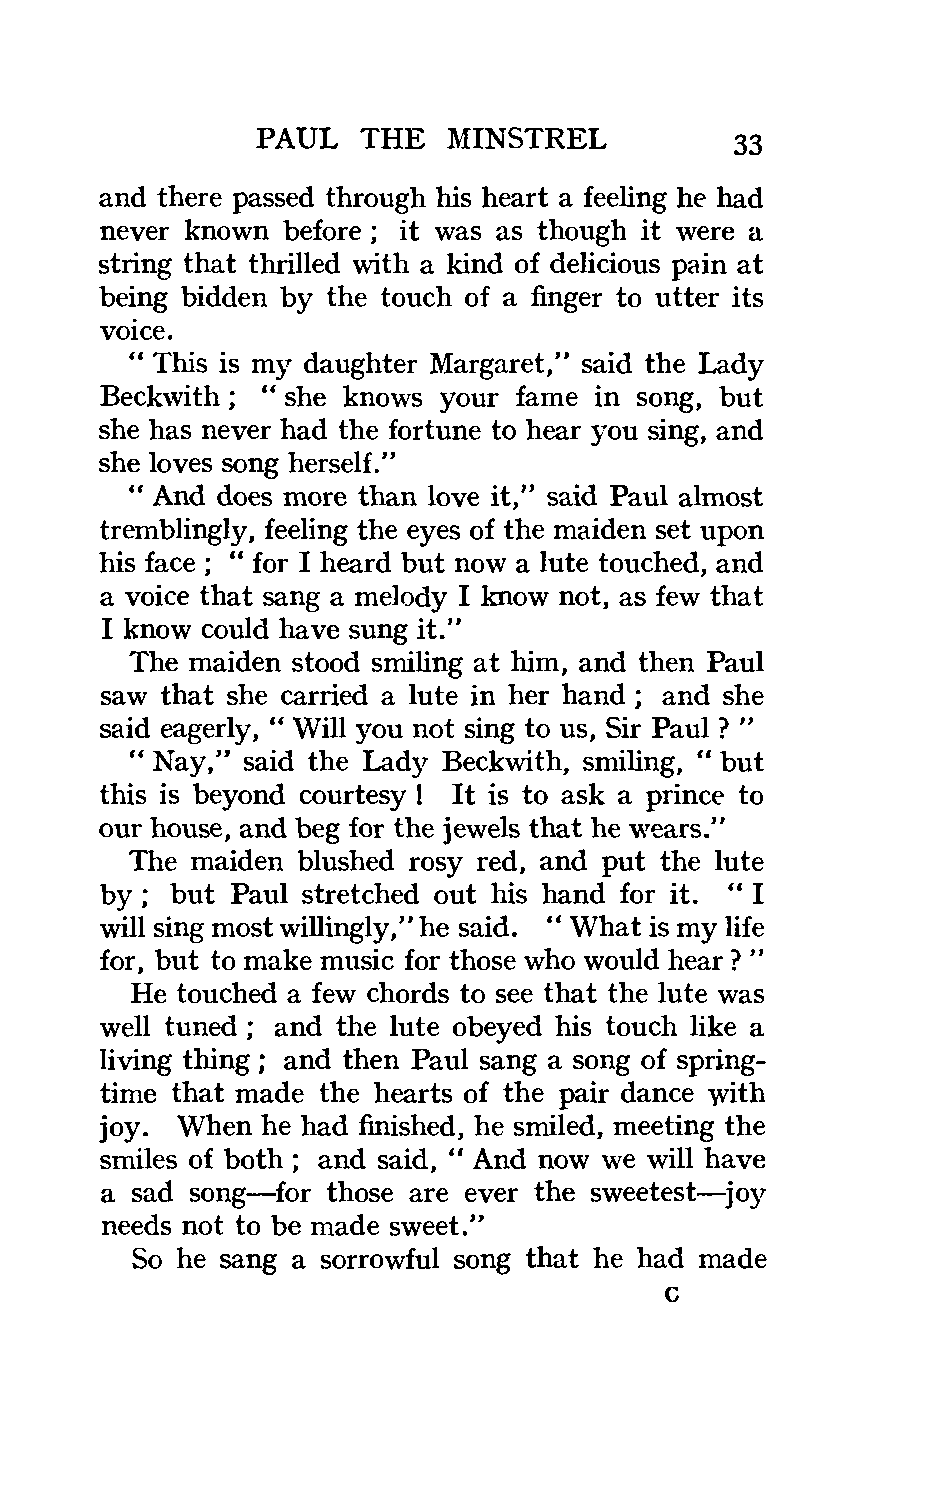 PAUL THE MINSTREL 33
and there passed through his heart a feeling he had
never known before ; it was as though it were a
string that thrilled with a kind of delicious pain at
being bidden by the touch of a finger to utter its
voice.
“ This is my daughter Margaret,” said the Lady
Beckwith ; “ she knows your fame in song, but
she has never had the fortune to hear you sing, and
she loves song herself.”
“ And does more than love it,” said Paul almost
tremblingly, feeling the eyes of the maiden set upon
his face ; “ for I heard but now a lute touched, and
a voice that sang a melody I know not, as few that
I know could have sung it.”
The maiden stood smiling at him, and then Paul
saw that she carried a lute in her hand ; and she
said eagerly, “ Will you not sing to us, Sir Paul ? ”
“ Nay,” said the Lady Beckwith, smiling, “ but
this is beyond courtesy ! It is to ask a prince to
our house, and beg for the jewels that he wears.”
The maiden blushed rosy red, and put the lute
by ; but Paul stretched out his hand for it. “ I
will sing most willingly,” he said. “ What is my life
for, but to make music for those who would hear ? ”
He touched a few chords to see that the lute was
well tuned ; and the lute obeyed his touch like a
living thing ; and then Paul sang a song of spring-
time that made the hearts of the pair dance with
joy. When he had finished, he smiled, meeting the
smiles of both ; and said, “ And now we will have
a sad song—for those are ever the sweetest—joy
needs not to be made sweet.”
So he sang a sorrowful song that he had made
C